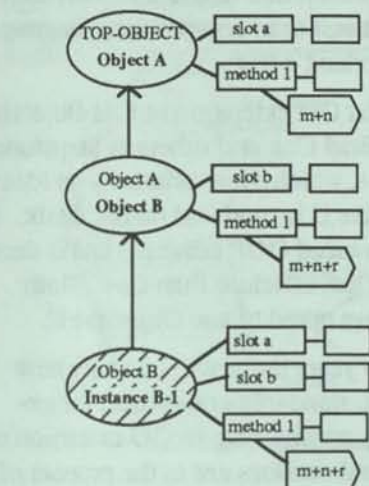 TOP-OBJECT
Object A
slot a
method 1
m+n
Object A
Object B
slot b
method 1
m+n+r
Object B
Instance B-1
slot a
slot b
method 1
m+n+r